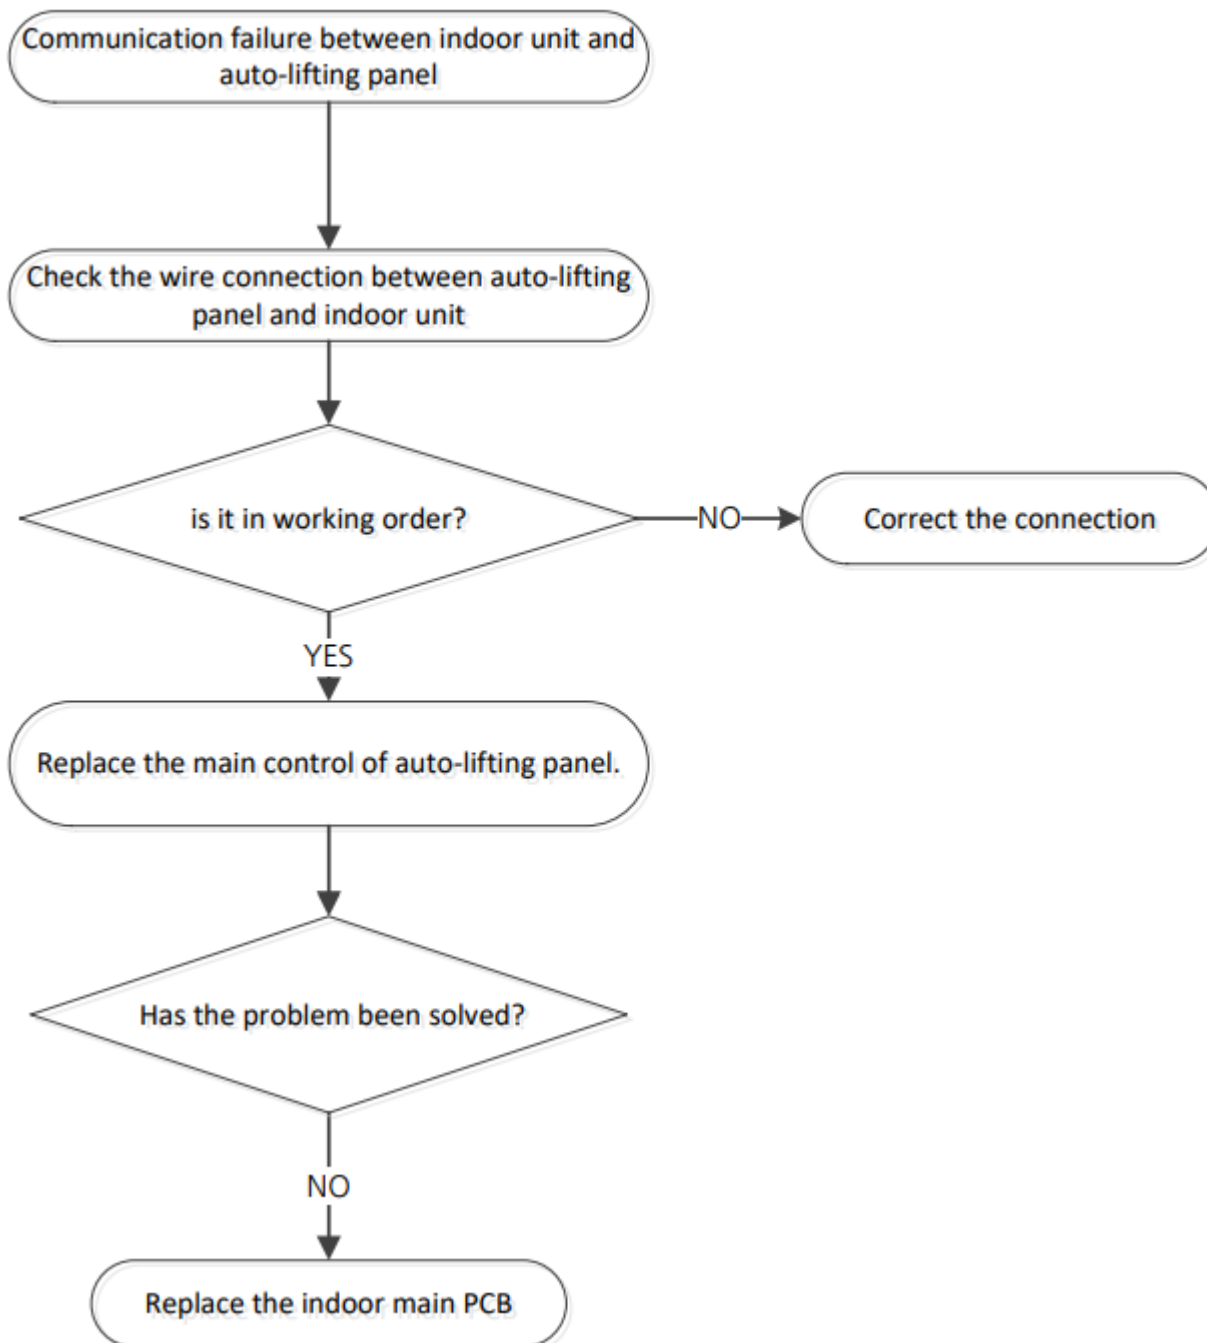 Communication failure between indoor unit and
auto-lifting panel
Check the wire connection between auto-lifting
panel and indoor unit
is it in working order?
NO
Correct the connection
YES
Replace the main control of auto-lifting panel.
Has the problem been solved?
NO
Replace the indoor main PCB